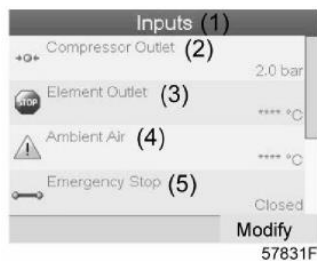 Inputs (1)
Compressor Outlet (2)
2.0 bar
STOP
Element Outlet (3)
**** °C
Ambient Air (4)
**** °C
Emergency Stop (5)
Closed
Modify
57831F